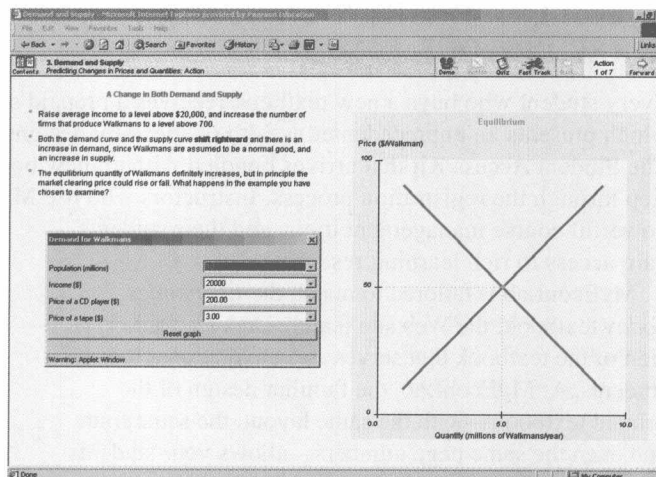 Demand and Supply - Microsoft Internet Explorer provided by Pearson Education
File Edit View Favorites Tools Help
Back Search Favorites History Links
3. Demand and Supply
Predicting Changes in Prices and Quantities: Action
Contents Demo Action Quiz Fast Track Back Action 1 of 7 Forward
A Change in Both Demand and Supply
Raise average income to a level above $20,000, and increase the number of
firms that produce Walkmans to a level above 700.
Both the demand curve and the supply curve shift rightward and there is an
increase in demand, since Walkmans are assumed to be a normal good, and
an increase in supply.
The equilibrium quantity of Walkmans definitely increases, but in principle the
market clearing price could rise or fall. What happens in the example you have
chosen to examine?
Demand for Walkmans
Population (millions)
Income ($) 20000
Price of a CD player ($) 200.00
Price of a tape ($) 3.00
Reset graph
Warning: Applet Window
Equilibrium
Price ($/Walkman)
100
50
0
0.0 5.0 10.0
Quantity (millions of Walkmans/year)
Done My Computer